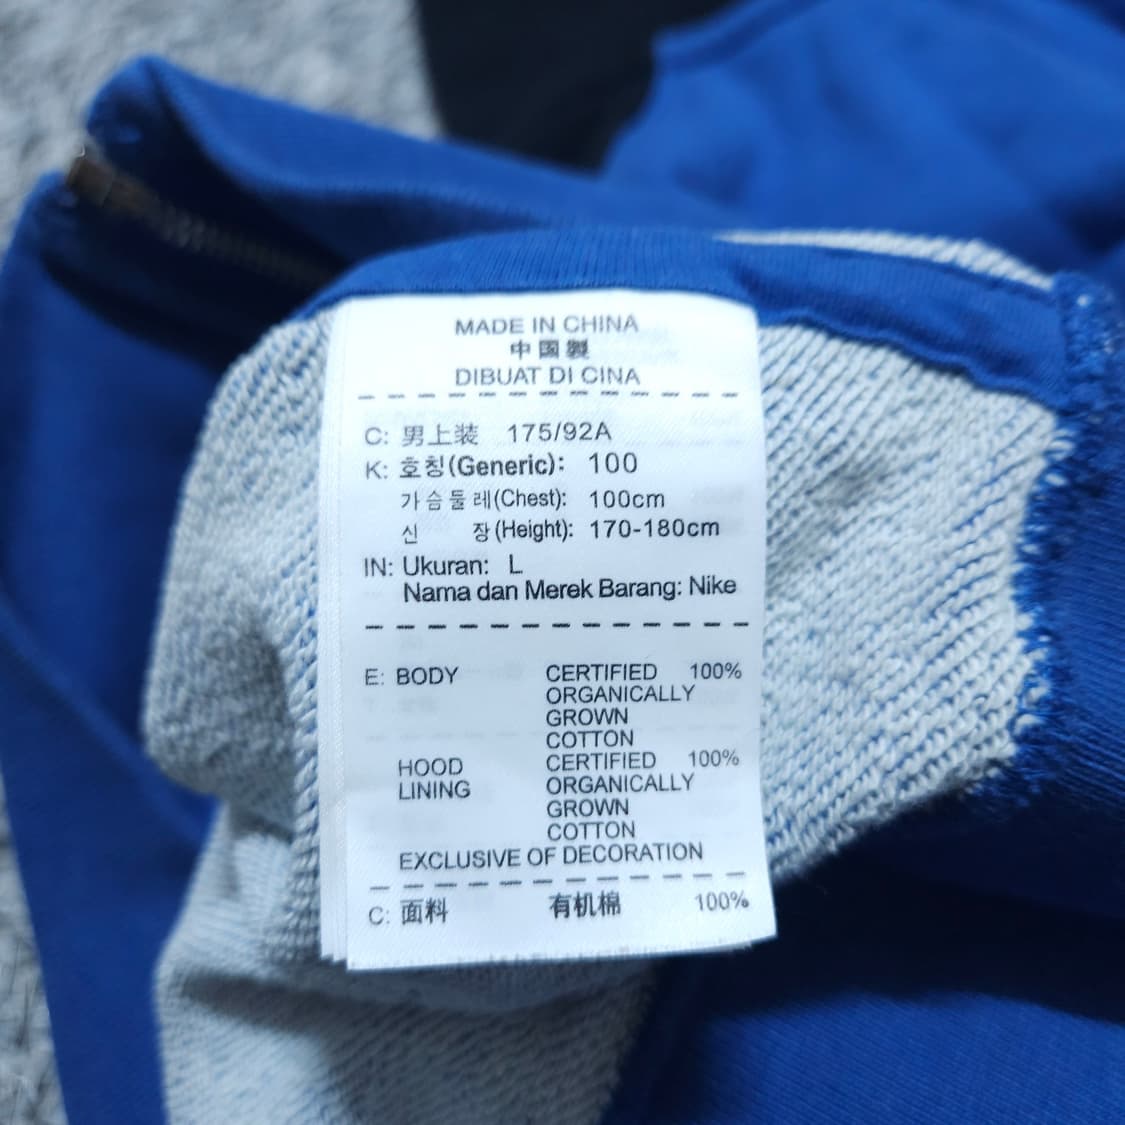 MADE IN CHINA
中国製
DIBUAT DI CINA
C: 男上装 175/92A
K: 호칭(Generic): 100
가슴둘레(Chest): 100cm
신 장(Height): 170-180cm
IN: Ukuran: L
Nama dan Merek Barang: Nike
E: BODY CERTIFIED 100%
ORGANICALLY
GROWN
COTTON
HOOD CERTIFIED 100%
LINING ORGANICALLY
GROWN
COTTON
EXCLUSIVE OF DECORATION
C: 面料 有机棉 100%